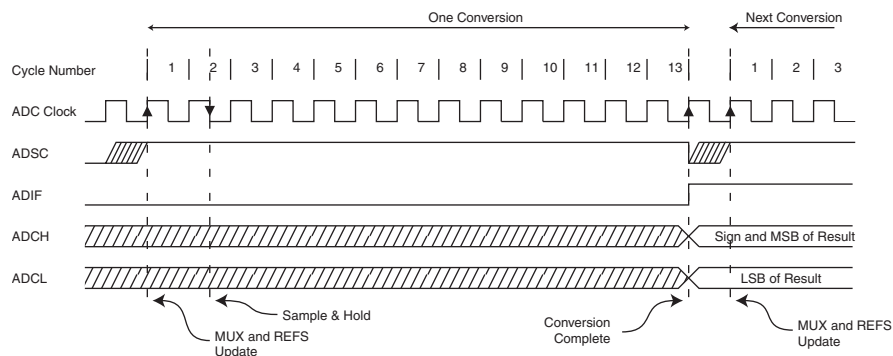 One Conversion
Next Conversion
Cycle Number
1 2 3 4 5 6 7 8 9 10 11 12 13 1 2 3
ADC Clock
ADSC
ADIF
ADCH
Sign and MSB of Result
ADCL
LSB of Result
Sample & Hold
MUX and REFS
Update
Conversion
Complete
MUX and REFS
Update